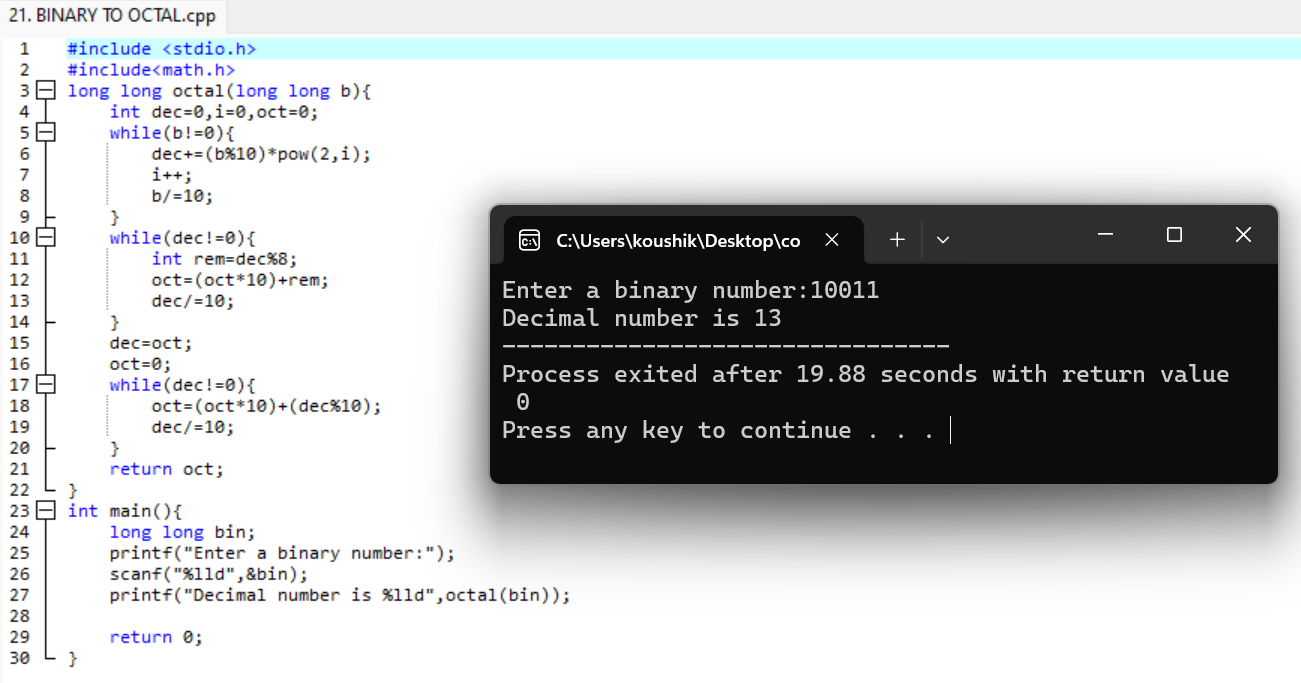 21. BINARY TO OCTAL.cpp
1 #include <stdio.h>
2 #include<math.h>
3 long long octal(long long b){
4 int dec=0,i=0,oct=0;
5 while(b!=0){
6 dec+=(b%10)*pow(2,i);
7 i++;
8 b/=10;
9 }
10 while(dec!=0){
11 int rem=dec%8;
12 oct=(oct*10)+rem;
13 dec/=10;
14 }
15 dec=oct;
16 oct=0;
17 while(dec!=0){
18 oct=(oct*10)+(dec%10);
19 dec/=10;
20 }
21 return oct;
22 }
23 int main(){
24 long long bin;
25 printf("Enter a binary number:");
26 scanf("%lld",&bin);
27 printf("Decimal number is %lld",octal(bin));
28
29 return 0;
30 }
C:\Users\koushik\Desktop\co
Enter a binary number:10011
Decimal number is 13
--------------------------------
Process exited after 19.88 seconds with return value
0
Press any key to continue . . .